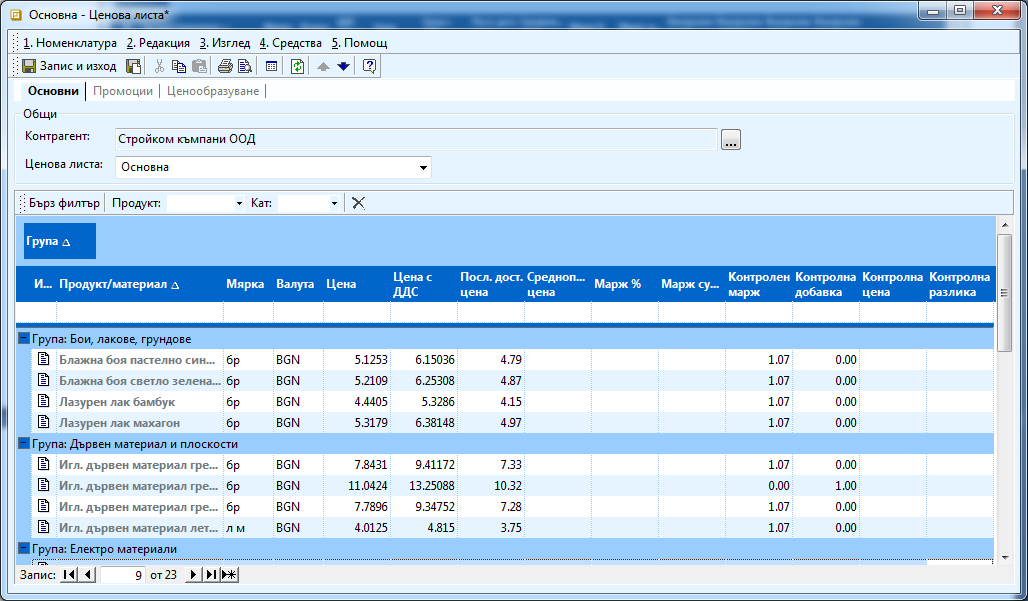 Основна - Ценова листа*
1. Номенклатура 2. Редакция 3. Изглед 4. Средства 5. Помощ
Запис и изход
Основни Промоции Ценообразуване
Общи
Контрагент: Стройком къмпани ООД ...
Ценова листа: Основна
Бърз филтър Продукт: Кат:
Група
И... Продукт/материал Мярка Валута Цена Цена с ДДС Посл. дост. цена Среднопр... цена Марж % Марж су... Контролен марж Контролна добавка Контролна цена Контролна разлика
Група: Бои, лакове, грундове
Блажна боя пастелно син... бр BGN 5.1253 6.15036 4.79 1.07 0.00
Блажна боя светло зелена... бр BGN 5.2109 6.25308 4.87 1.07 0.00
Лазурен лак бамбук бр BGN 4.4405 5.3286 4.15 1.07 0.00
Лазурен лак махагон бр BGN 5.3179 6.38148 4.97 1.07 0.00
Група: Дървен материал и плоскости
Игл. дървен материал гре... бр BGN 7.8431 9.41172 7.33 1.07 0.00
Игл. дървен материал гре... бр BGN 11.0424 13.25088 10.32 0.00 1.00
Игл. дървен материал гре... бр BGN 7.7896 9.34752 7.28 1.07 0.00
Игл. дървен материал лет... л м BGN 4.0125 4.815 3.75 1.07 0.00
Група: Електро материали
Запис: 9 от 23